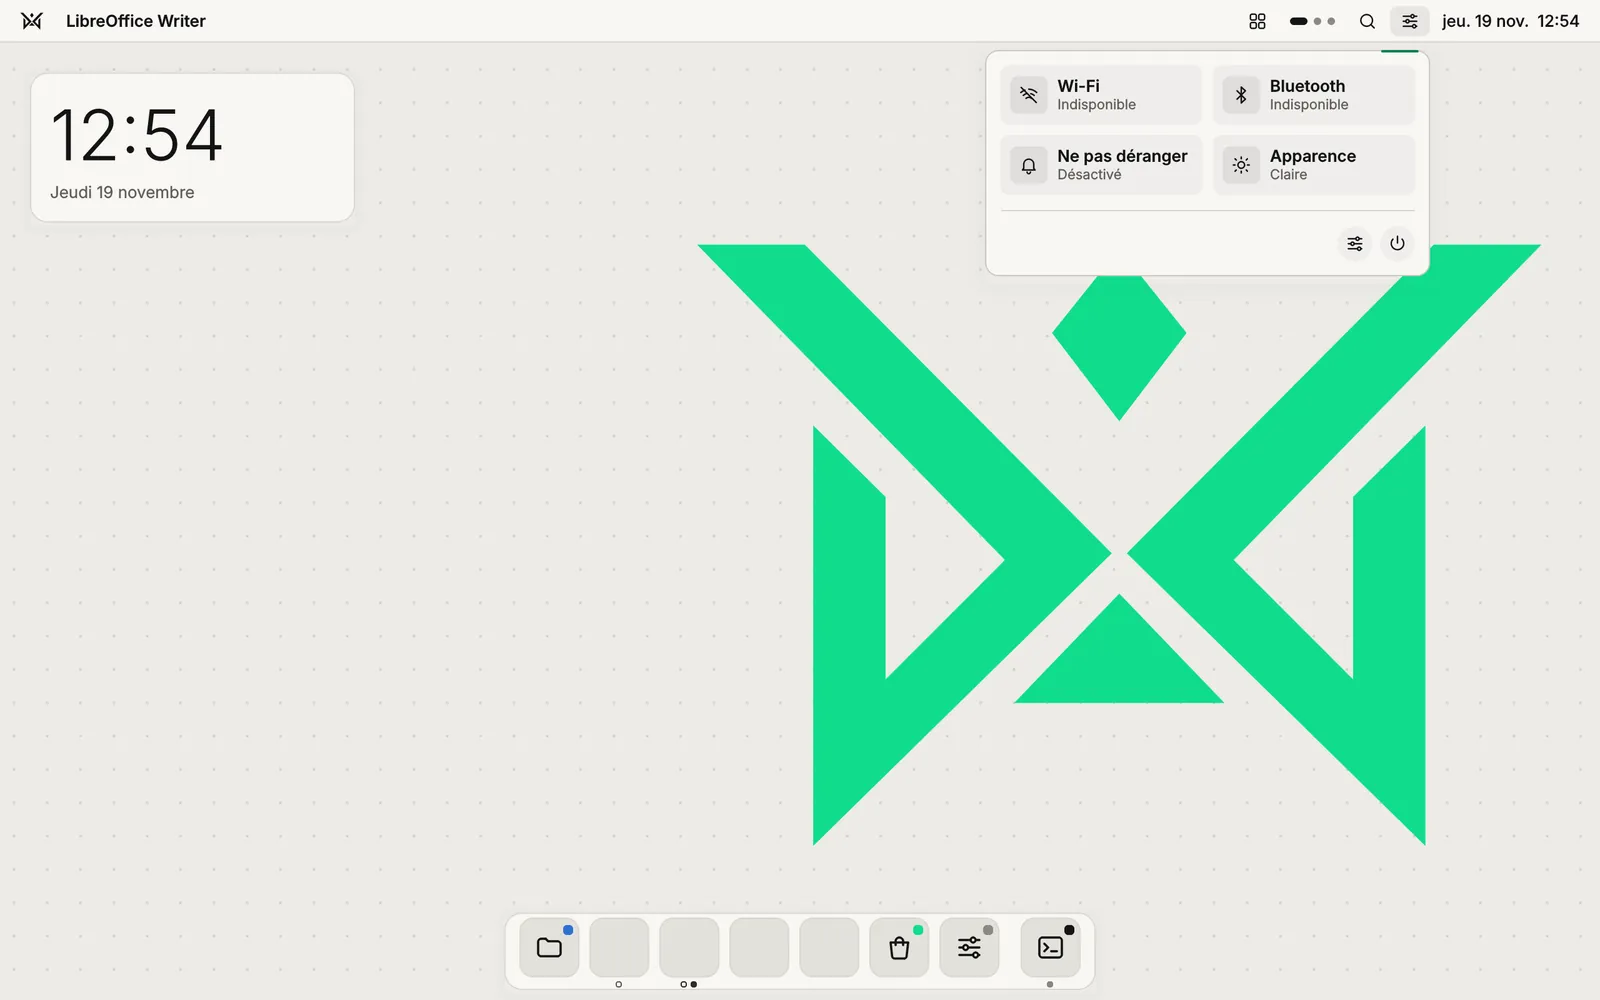 LibreOffice Writer
jeu. 19 nov. 12:54
12:54
Jeudi 19 novembre
Wi-Fi
Indisponible
Bluetooth
Indisponible
Ne pas déranger
Désactivé
Apparence
Claire